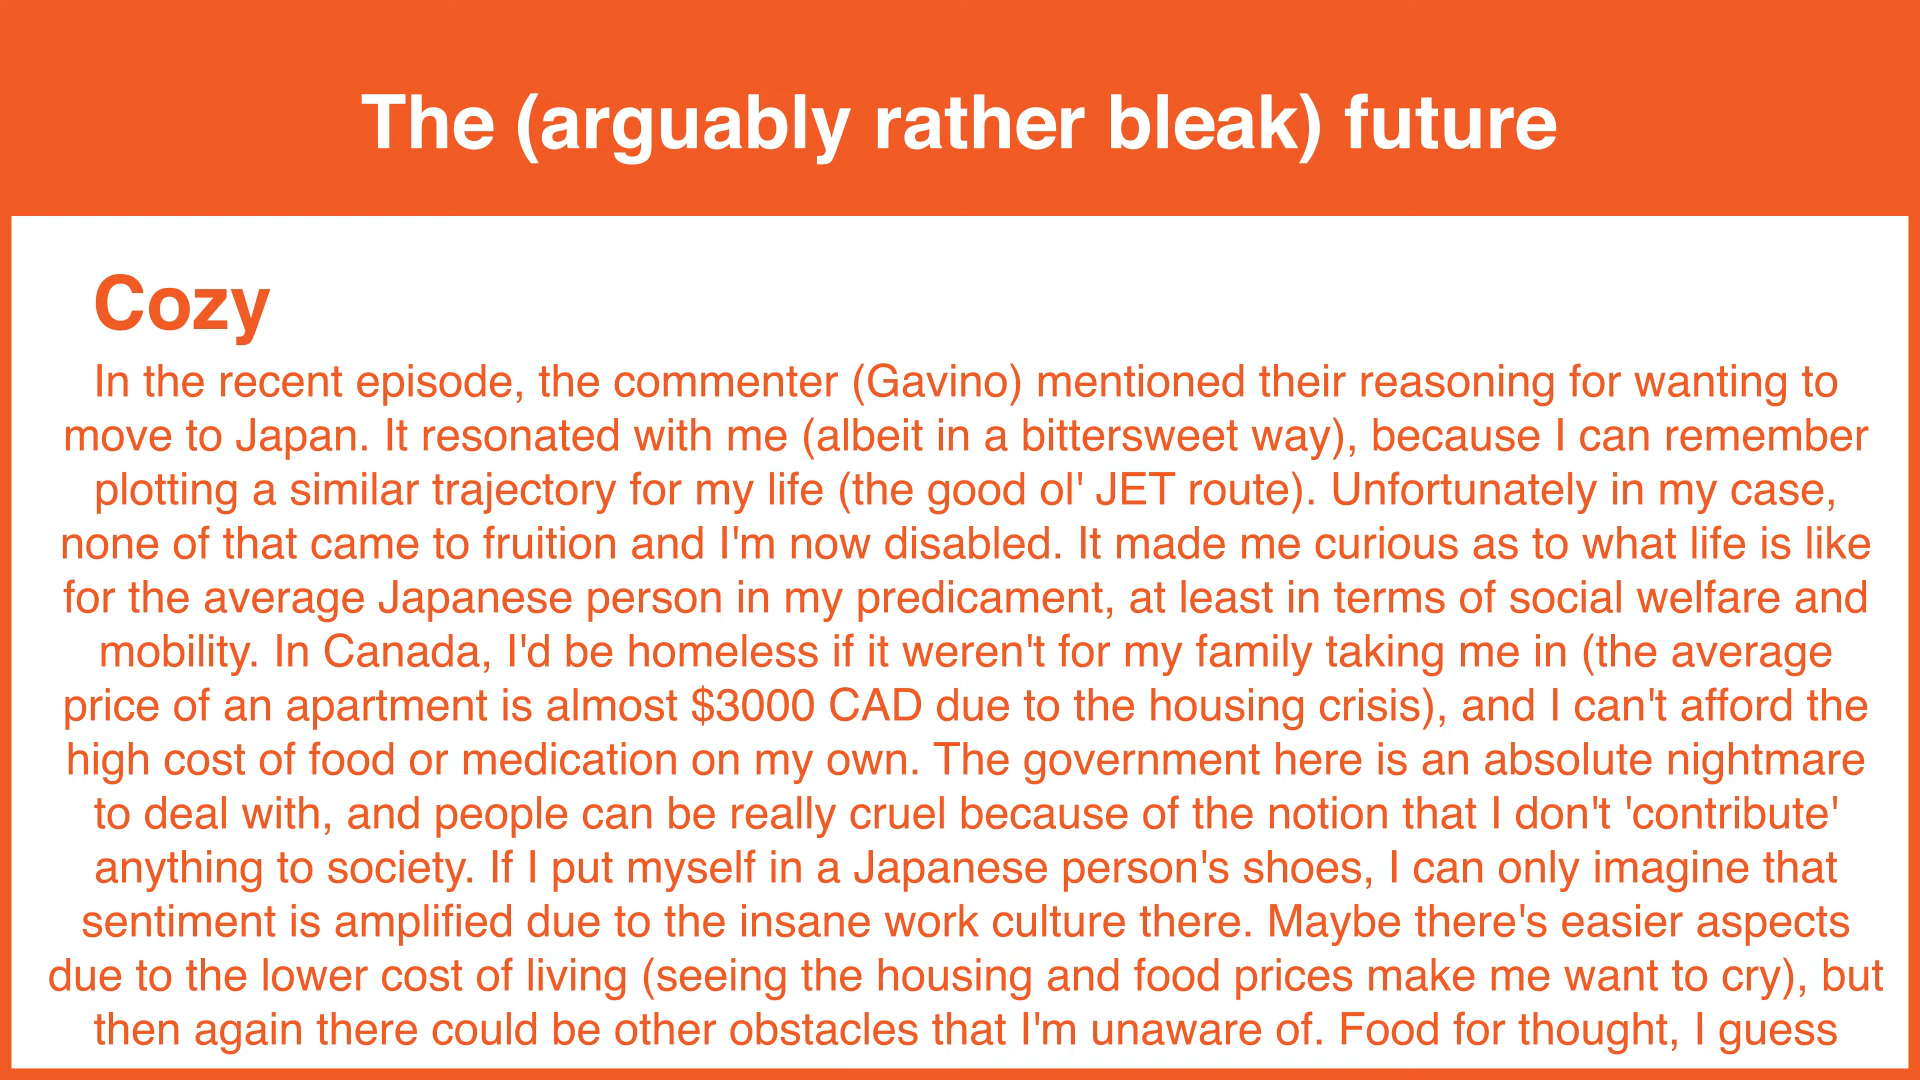 The (arguably rather bleak) future
Cozy
In the recent episode, the commenter (Gavino) mentioned their reasoning for wanting to
move to Japan. It resonated with me (albeit in a bittersweet way), because I can remember
plotting a similar trajectory for my life (the good ol' JET route). Unfortunately in my case,
none of that came to fruition and I'm now disabled. It made me curious as to what life is like
for the average Japanese person in my predicament, at least in terms of social welfare and
mobility. In Canada, I'd be homeless if it weren't for my family taking me in (the average
price of an apartment is almost $3000 CAD due to the housing crisis), and I can't afford the
high cost of food or medication on my own. The government here is an absolute nightmare
to deal with, and people can be really cruel because of the notion that I don't 'contribute'
anything to society. If I put myself in a Japanese person's shoes, I can only imagine that
sentiment is amplified due to the insane work culture there. Maybe there's easier aspects
due to the lower cost of living (seeing the housing and food prices make me want to cry), but
then again there could be other obstacles that I'm unaware of. Food for thought, I guess